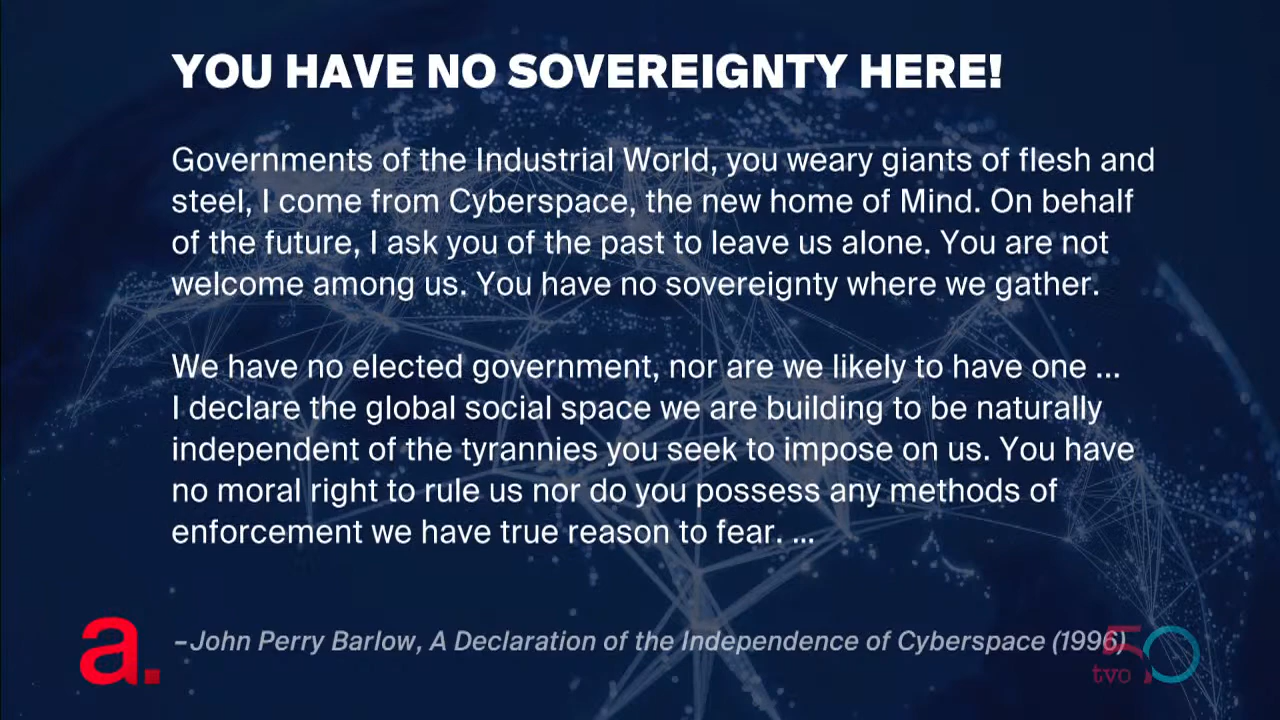 YOU HAVE NO SOVEREIGNTY HERE!
Governments of the Industrial World, you weary giants of flesh and
steel, I come from Cyberspace, the new home of Mind. On behalf
of the future, I ask you of the past to leave us alone. You are not
welcome among us. You have no sovereignty where we gather.
We have no elected government, nor are we likely to have one ...
I declare the global social space we are building to be naturally
independent of the tyrannies you seek to impose on us. You have
no moral right to rule us nor do you possess any methods of
enforcement we have true reason to fear. ...
–John Perry Barlow, A Declaration of the Independence of Cyberspace (1996)
a.
50
tvo